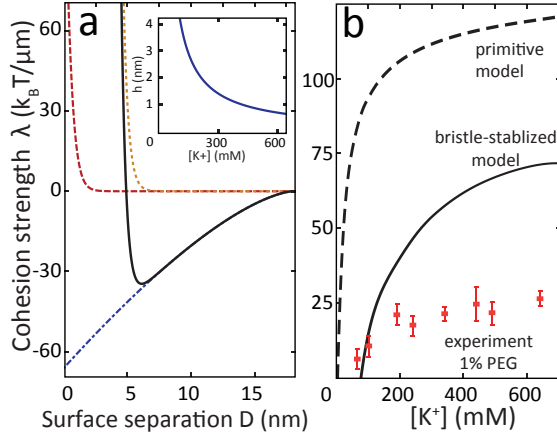 a
Cohesion strength λ (k_BT/μm)
60
30
0
-30
-60
0
5
10
15
Surface separation D (nm)
h (nm)
4
3
2
1
0
300
600
[K+] (mM)
b
100
75
50
25
0
200
400
600
[K⁺] (mM)
primitive
model
bristle-stablized
model
experiment
1% PEG